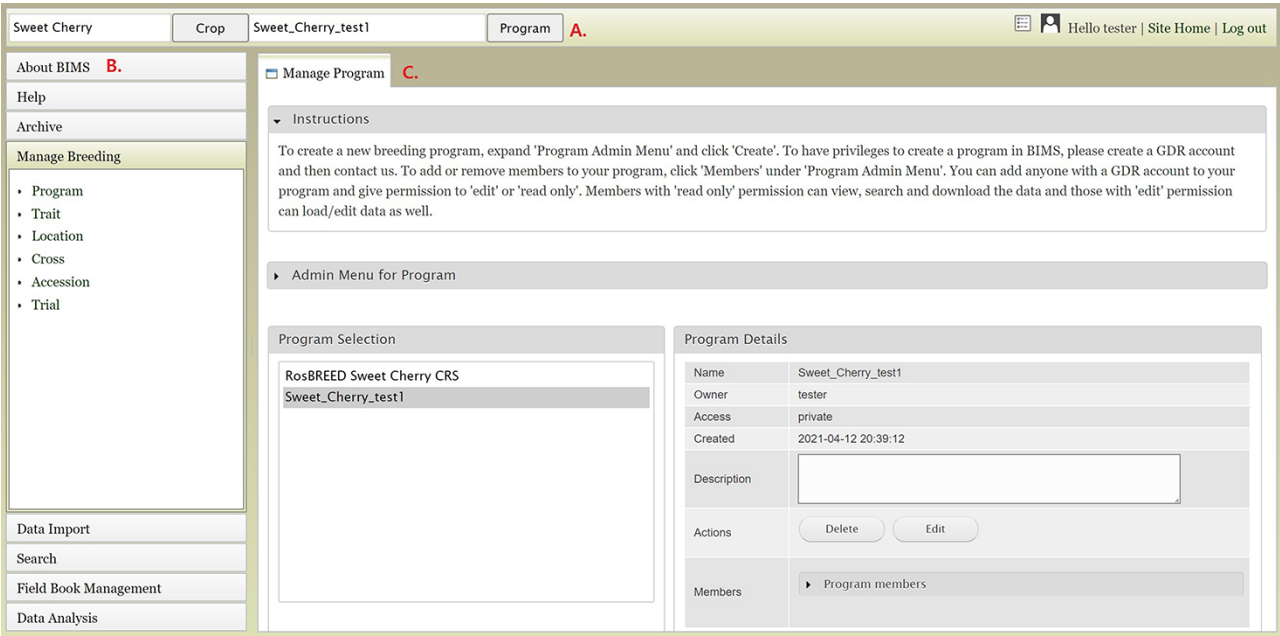 Sweet Cherry Crop Sweet_Cherry_test1 Program A. Hello tester | Site Home | Log out
About BIMS B.
Help
Archive
Manage Breeding
Program
Trait
Location
Cross
Accession
Trial
Data Import
Search
Field Book Management
Data Analysis
Manage Program C.
Instructions
To create a new breeding program, expand 'Program Admin Menu' and click 'Create'. To have privileges to create a program in BIMS, please create a GDR account
and then contact us. To add or remove members to your program, click 'Members' under 'Program Admin Menu'. You can add anyone with a GDR account to your
program and give permission to 'edit' or 'read only'. Members with 'read only' permission can view, search and download the data and those with 'edit' permission
can load/edit data as well.
Admin Menu for Program
Program Selection
RosBREED Sweet Cherry CRS
Sweet_Cherry_test1
Program Details
Name Sweet_Cherry_test1
Owner tester
Access private
Created 2021-04-12 20:39:12
Description
Actions Delete Edit
Members Program members